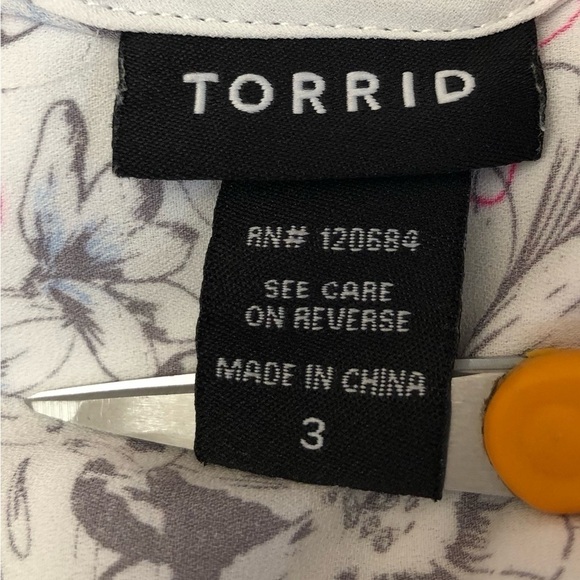 TORRID
RN# 120684
SEE CARE
ON REVERSE
MADE IN CHINA
3